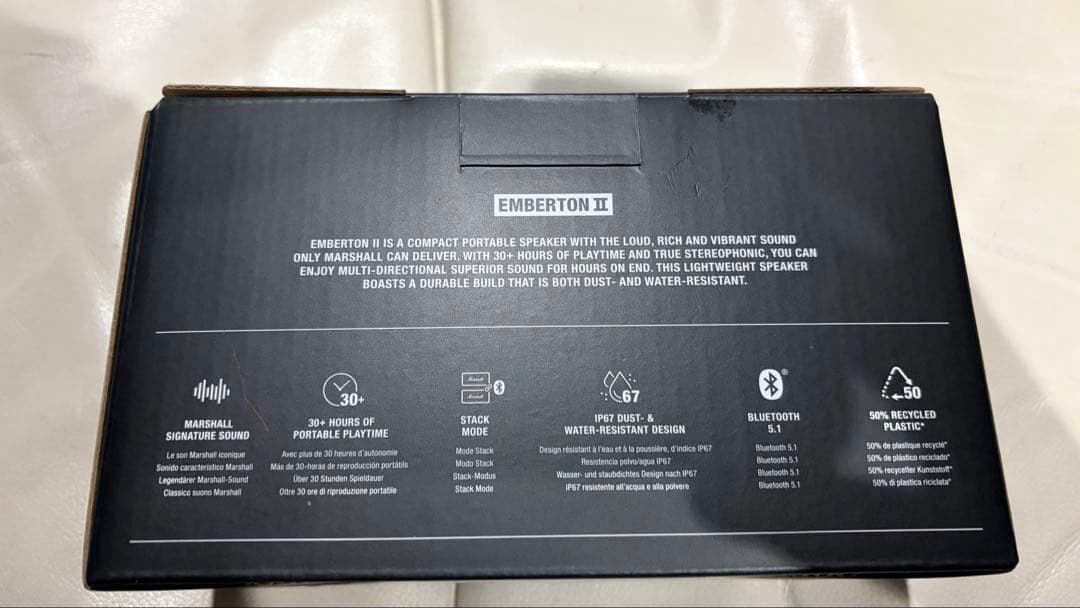 EMBERTON II
EMBERTON II IS A COMPACT PORTABLE SPEAKER WITH THE LOUD, RICH AND VIBRANT SOUND
ONLY MARSHALL CAN DELIVER. WITH 30+ HOURS OF PLAYTIME AND TRUE STEREOPHONIC, YOU CAN
ENJOY MULTI-DIRECTIONAL SUPERIOR SOUND FOR HOURS ON END. THIS LIGHTWEIGHT SPEAKER
BOASTS A DURABLE BUILD THAT IS BOTH DUST- AND WATER-RESISTANT.
MARSHALL
SIGNATURE SOUND
Le son Marshall iconique
Sonido característico Marshall
Legendärer Marshall-Sound
Classico suono Marshall
30+
30+ HOURS OF
PORTABLE PLAYTIME
Avec plus de 30 heures d'autonomie
Más de 30-horas de reproducción portátils
Über 30 Stunden Spieldauer
Oltre 30 ore di riproduzione portatile
Marshall
Marshall
STACK
MODE
Mode Stack
Modo Stack
Stack-Modus
Stack Mode
67
IP67 DUST- &
WATER-RESISTANT DESIGN
Design résistant à l'eau et à la poussière, d'indice IP67
Resistencia polvo/agua IP67
Wasser- und staubdichtes Design nach IP67
IP67 resistente all'acqua e alla polvere
®
BLUETOOTH
5.1
Bluetooth 5.1
Bluetooth 5.1
Bluetooth 5.1
Bluetooth 5.1
50
50% RECYCLED
PLASTIC*
50% de plastique recyclé*
50% de plástico reciclado*
50% recycelter Kunststoff*
50% di plastica riciclata*